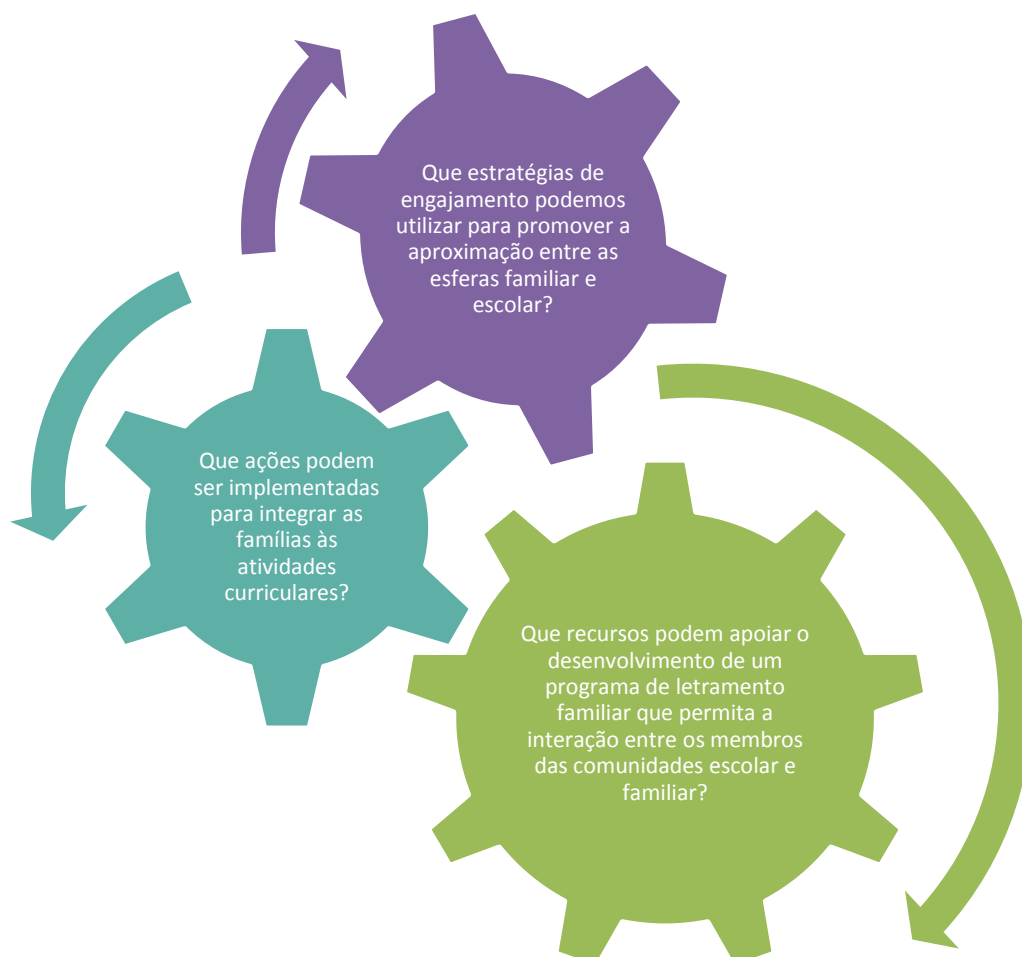 Que estratégias de
engajamento podemos
utilizar para promover a
aproximação entre as
esferas familiar e
escolar?
Que ações podem
ser implementadas
para integrar as
famílias às
atividades
curriculares?
Que recursos podem apoiar o
desenvolvimento de um
programa de letramento
familiar que permita a
interação entre os membros
das comunidades escolar e
familiar?